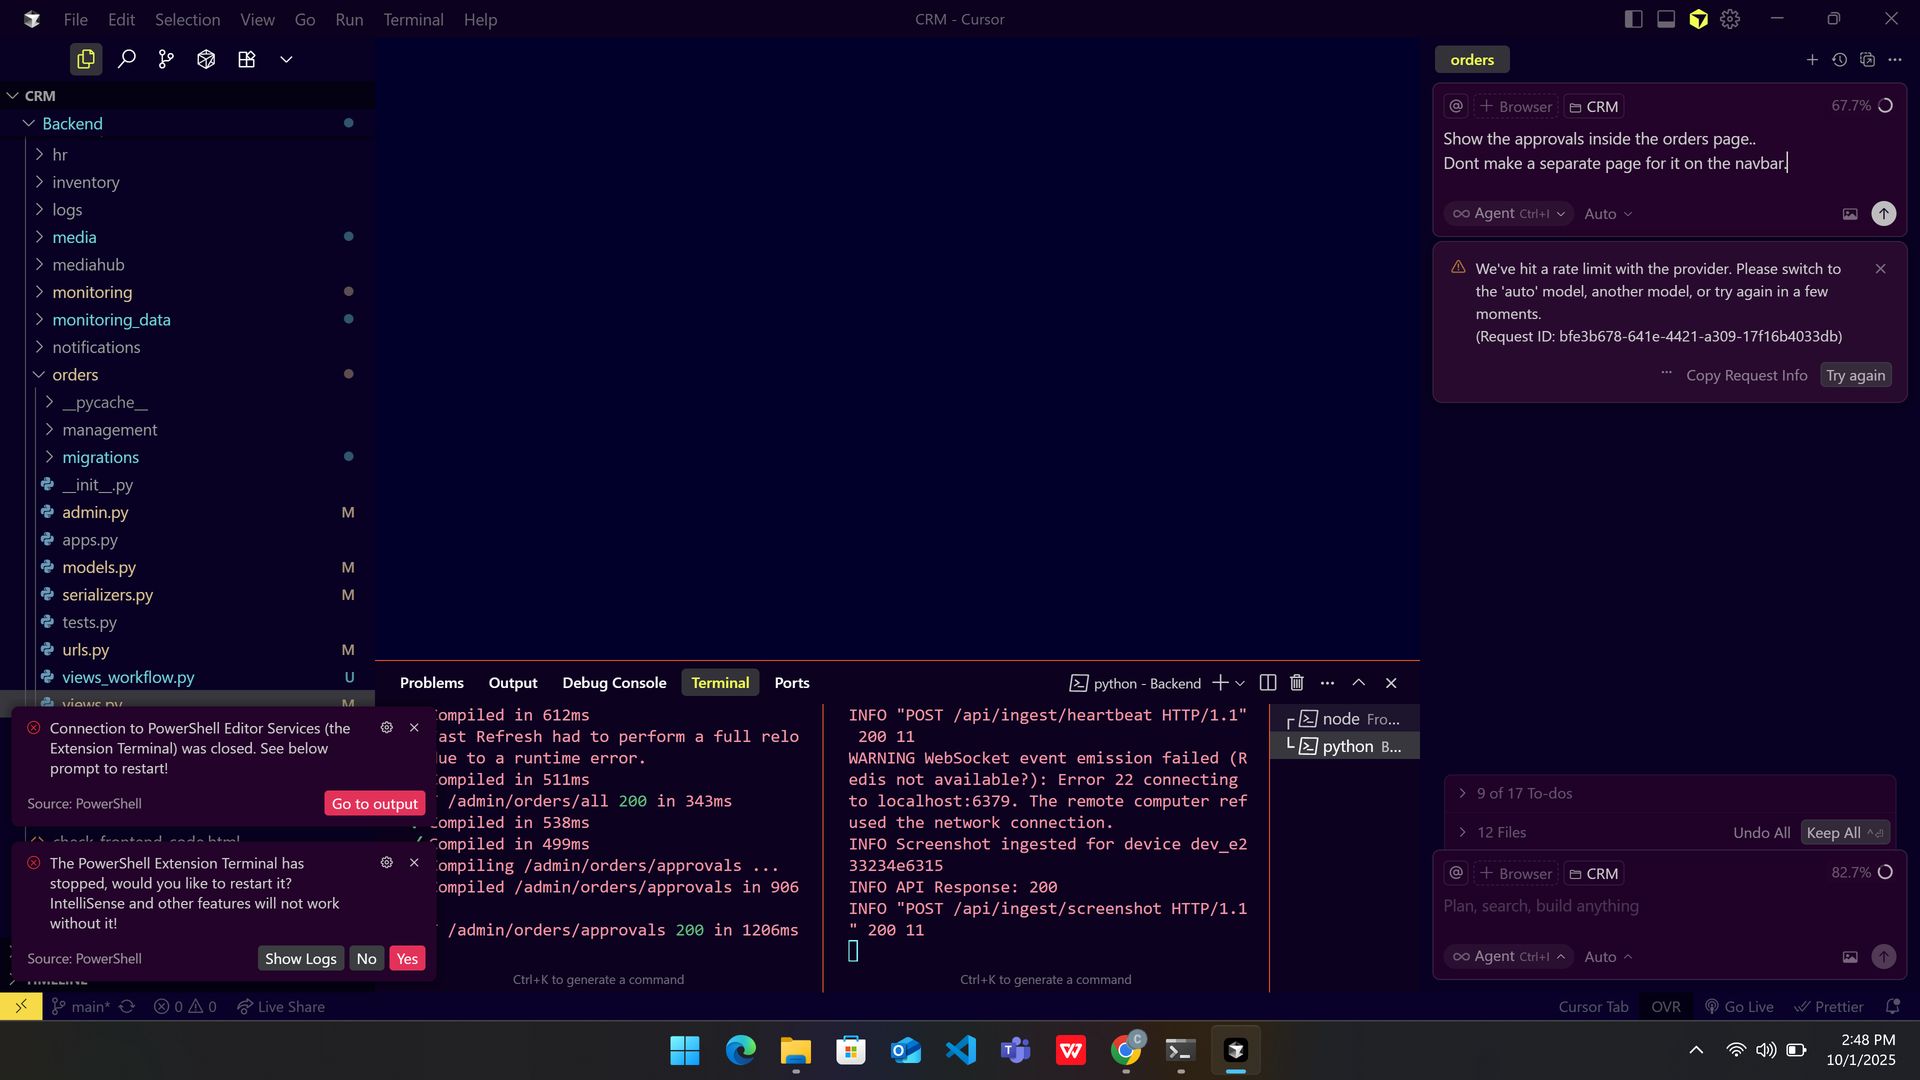 File Edit Selection View Go Run Terminal Help
CRM - Cursor
CRM
Backend
hr
inventory
logs
media
mediahub
monitoring
monitoring_data
notifications
orders
__pycache__
management
migrations
__init__.py
admin.py M
apps.py
models.py M
serializers.py M
tests.py
urls.py M
views_workflow.py U
views.py M
Connection to PowerShell Editor Services (the
Extension Terminal) was closed. See below
prompt to restart!
Source: PowerShell
Go to output
check_frontend_code.html
The PowerShell Extension Terminal has
stopped, would you like to restart it?
IntelliSense and other features will not work
without it!
Source: PowerShell
Show Logs No Yes
TIMELINE
Problems Output Debug Console Terminal Ports
python - Backend
ompiled in 612ms
ast Refresh had to perform a full relo
ue to a runtime error.
ompiled in 511ms
/admin/orders/all 200 in 343ms
ompiled in 538ms
ompiled in 499ms
ompiling /admin/orders/approvals ...
ompiled /admin/orders/approvals in 906
/admin/orders/approvals 200 in 1206ms
Ctrl+K to generate a command
INFO "POST /api/ingest/heartbeat HTTP/1.1"
200 11
WARNING WebSocket event emission failed (R
edis not available?): Error 22 connecting
to localhost:6379. The remote computer ref
used the network connection.
INFO Screenshot ingested for device dev_e2
33234e6315
INFO API Response: 200
INFO "POST /api/ingest/screenshot HTTP/1.1
" 200 11
Ctrl+K to generate a command
node Fro...
python B...
orders
@ + Browser CRM 67.7%
Show the approvals inside the orders page..
Dont make a separate page for it on the navbar.
Agent Ctrl+I Auto
We've hit a rate limit with the provider. Please switch to
the 'auto' model, another model, or try again in a few
moments.
(Request ID: bfe3b678-641e-4421-a309-17f16b4033db)
... Copy Request Info Try again
9 of 17 To-dos
12 Files Undo All Keep All
@ + Browser CRM 82.7%
Plan, search, build anything
Agent Ctrl+I Auto
main* 0 0 Live Share
Cursor Tab OVR Go Live Prettier
2:48 PM
10/1/2025